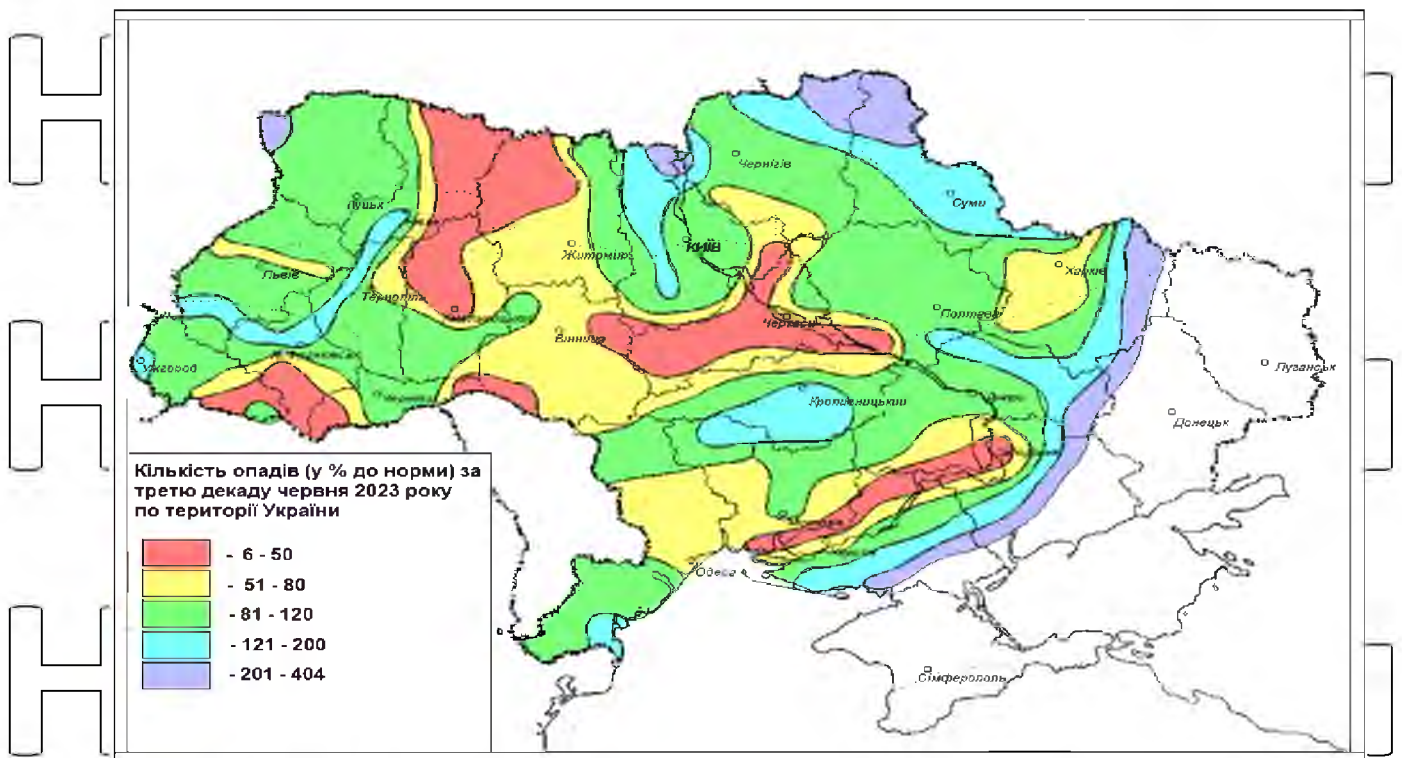 Чернігів
Суми
Луцьк
Житомир
КИЇВ
Харків
Львів
Тернопіль
Полтава
Черкаси
Вінниця
Ужгород
Луганськ
Кропивницький
Донецьк
Кількість опадів (у % до норми) за
третю декаду червня 2023 року
по території України
- 6 - 50
- 51 - 80
- 81 - 120
- 121 - 200
- 201 - 404
Одеса
Сімферополь